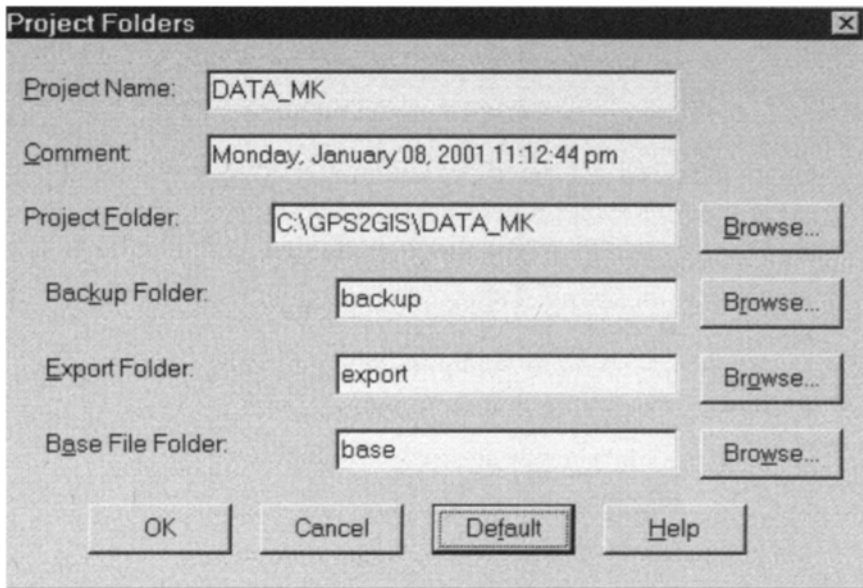 Project Folders
Project Name: DATA_MK
Comment: Monday, January 08, 2001 11:12:44 pm
Project Folder: C:\GPS2GIS\DATA_MK Browse...
Backup Folder: backup Browse...
Export Folder: export Browse...
Base File Folder: base Browse...
OK Cancel Default Help